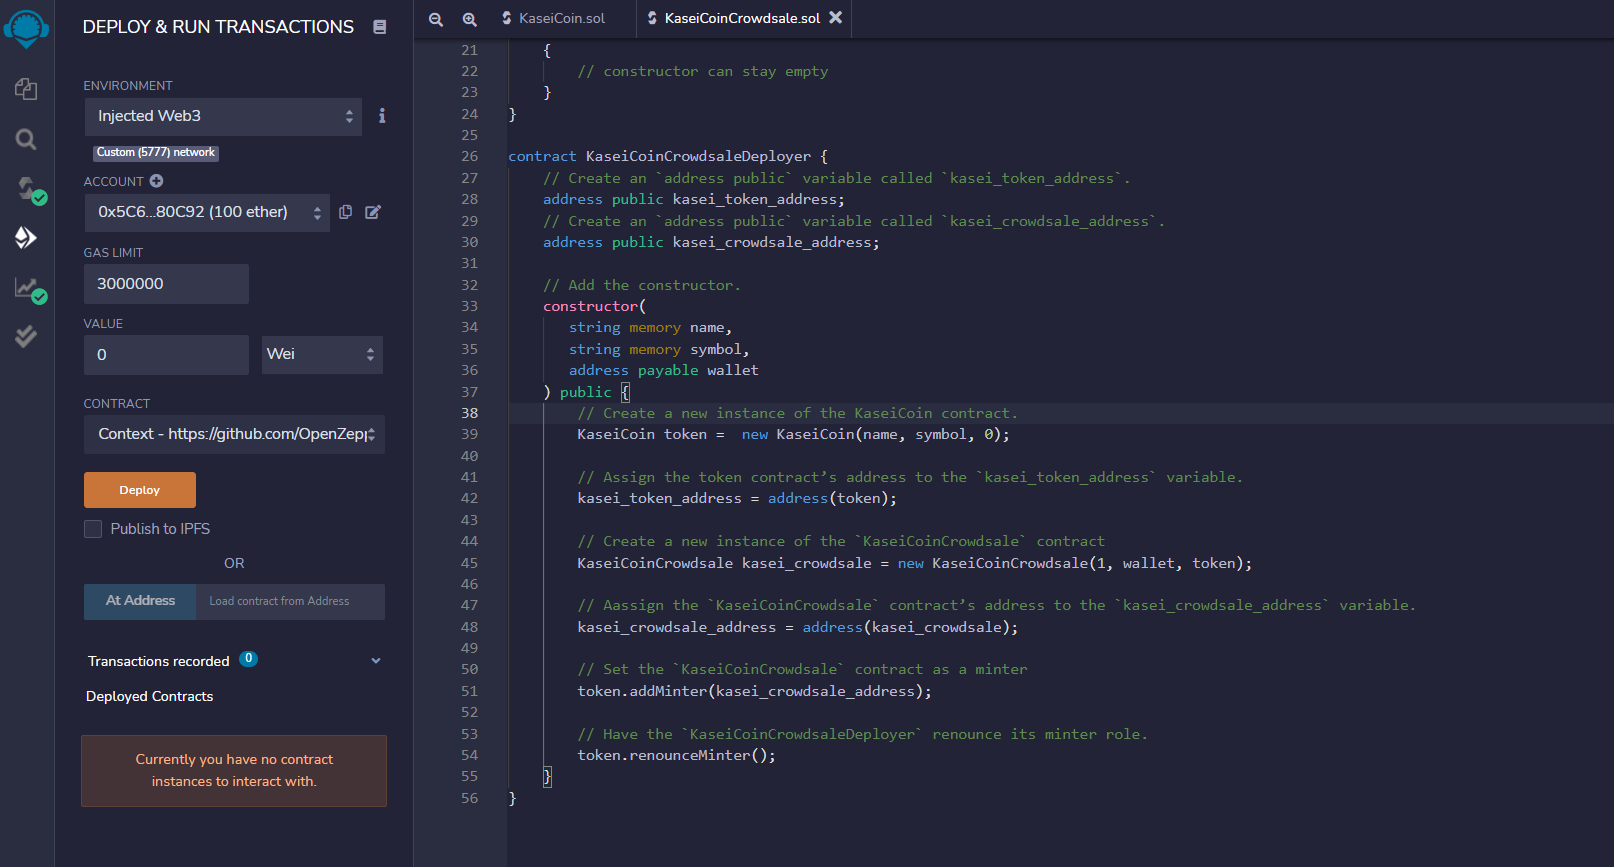 DEPLOY & RUN TRANSACTIONS
ENVIRONMENT
Injected Web3
Custom (5777) network
ACCOUNT
0x5C6...80C92 (100 ether)
GAS LIMIT
3000000
VALUE
0
Wei
CONTRACT
Context - https://github.com/OpenZepp
Deploy
Publish to IPFS
OR
At Address
Load contract from Address
Transactions recorded 0
Deployed Contracts
Currently you have no contract
instances to interact with.
KaseiCoin.sol
KaseiCoinCrowdsale.sol
21 {
22 // constructor can stay empty
23 }
24 }
25
26 contract KaseiCoinCrowdsaleDeployer {
27 // Create an `address public` variable called `kasei_token_address`.
28 address public kasei_token_address;
29 // Create an `address public` variable called `kasei_crowdsale_address`.
30 address public kasei_crowdsale_address;
31
32 // Add the constructor.
33 constructor(
34 string memory name,
35 string memory symbol,
36 address payable wallet
37 ) public {
38 // Create a new instance of the KaseiCoin contract.
39 KaseiCoin token =  new KaseiCoin(name, symbol, 0);
40
41 // Assign the token contract’s address to the `kasei_token_address` variable.
42 kasei_token_address = address(token);
43
44 // Create a new instance of the `KaseiCoinCrowdsale` contract
45 KaseiCoinCrowdsale kasei_crowdsale = new KaseiCoinCrowdsale(1, wallet, token);
46
47 // Aassign the `KaseiCoinCrowdsale` contract’s address to the `kasei_crowdsale_address` variable.
48 kasei_crowdsale_address = address(kasei_crowdsale);
49
50 // Set the `KaseiCoinCrowdsale` contract as a minter
51 token.addMinter(kasei_crowdsale_address);
52
53 // Have the `KaseiCoinCrowdsaleDeployer` renounce its minter role.
54 token.renounceMinter();
55 }
56 }